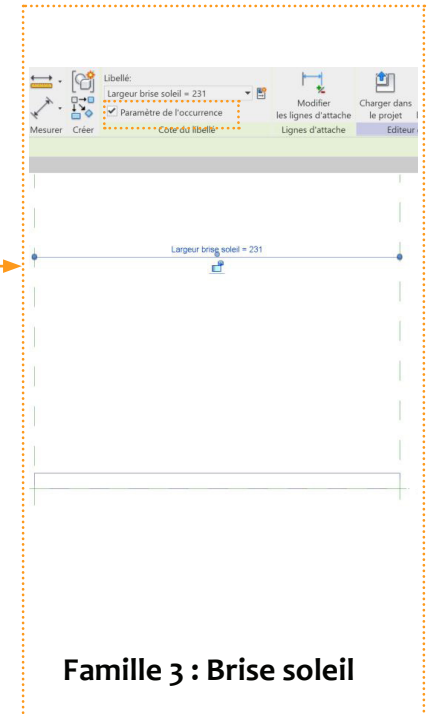 Libellé:
Largeur brise soleil = 231
Paramètre de l'occurrence
Modifier
les lignes d'attache
Charger dans
le projet
Mesurer Créer Cote du libellé Lignes d'attache Editeur
Largeur brise soleil = 231
Famille 3 : Brise soleil